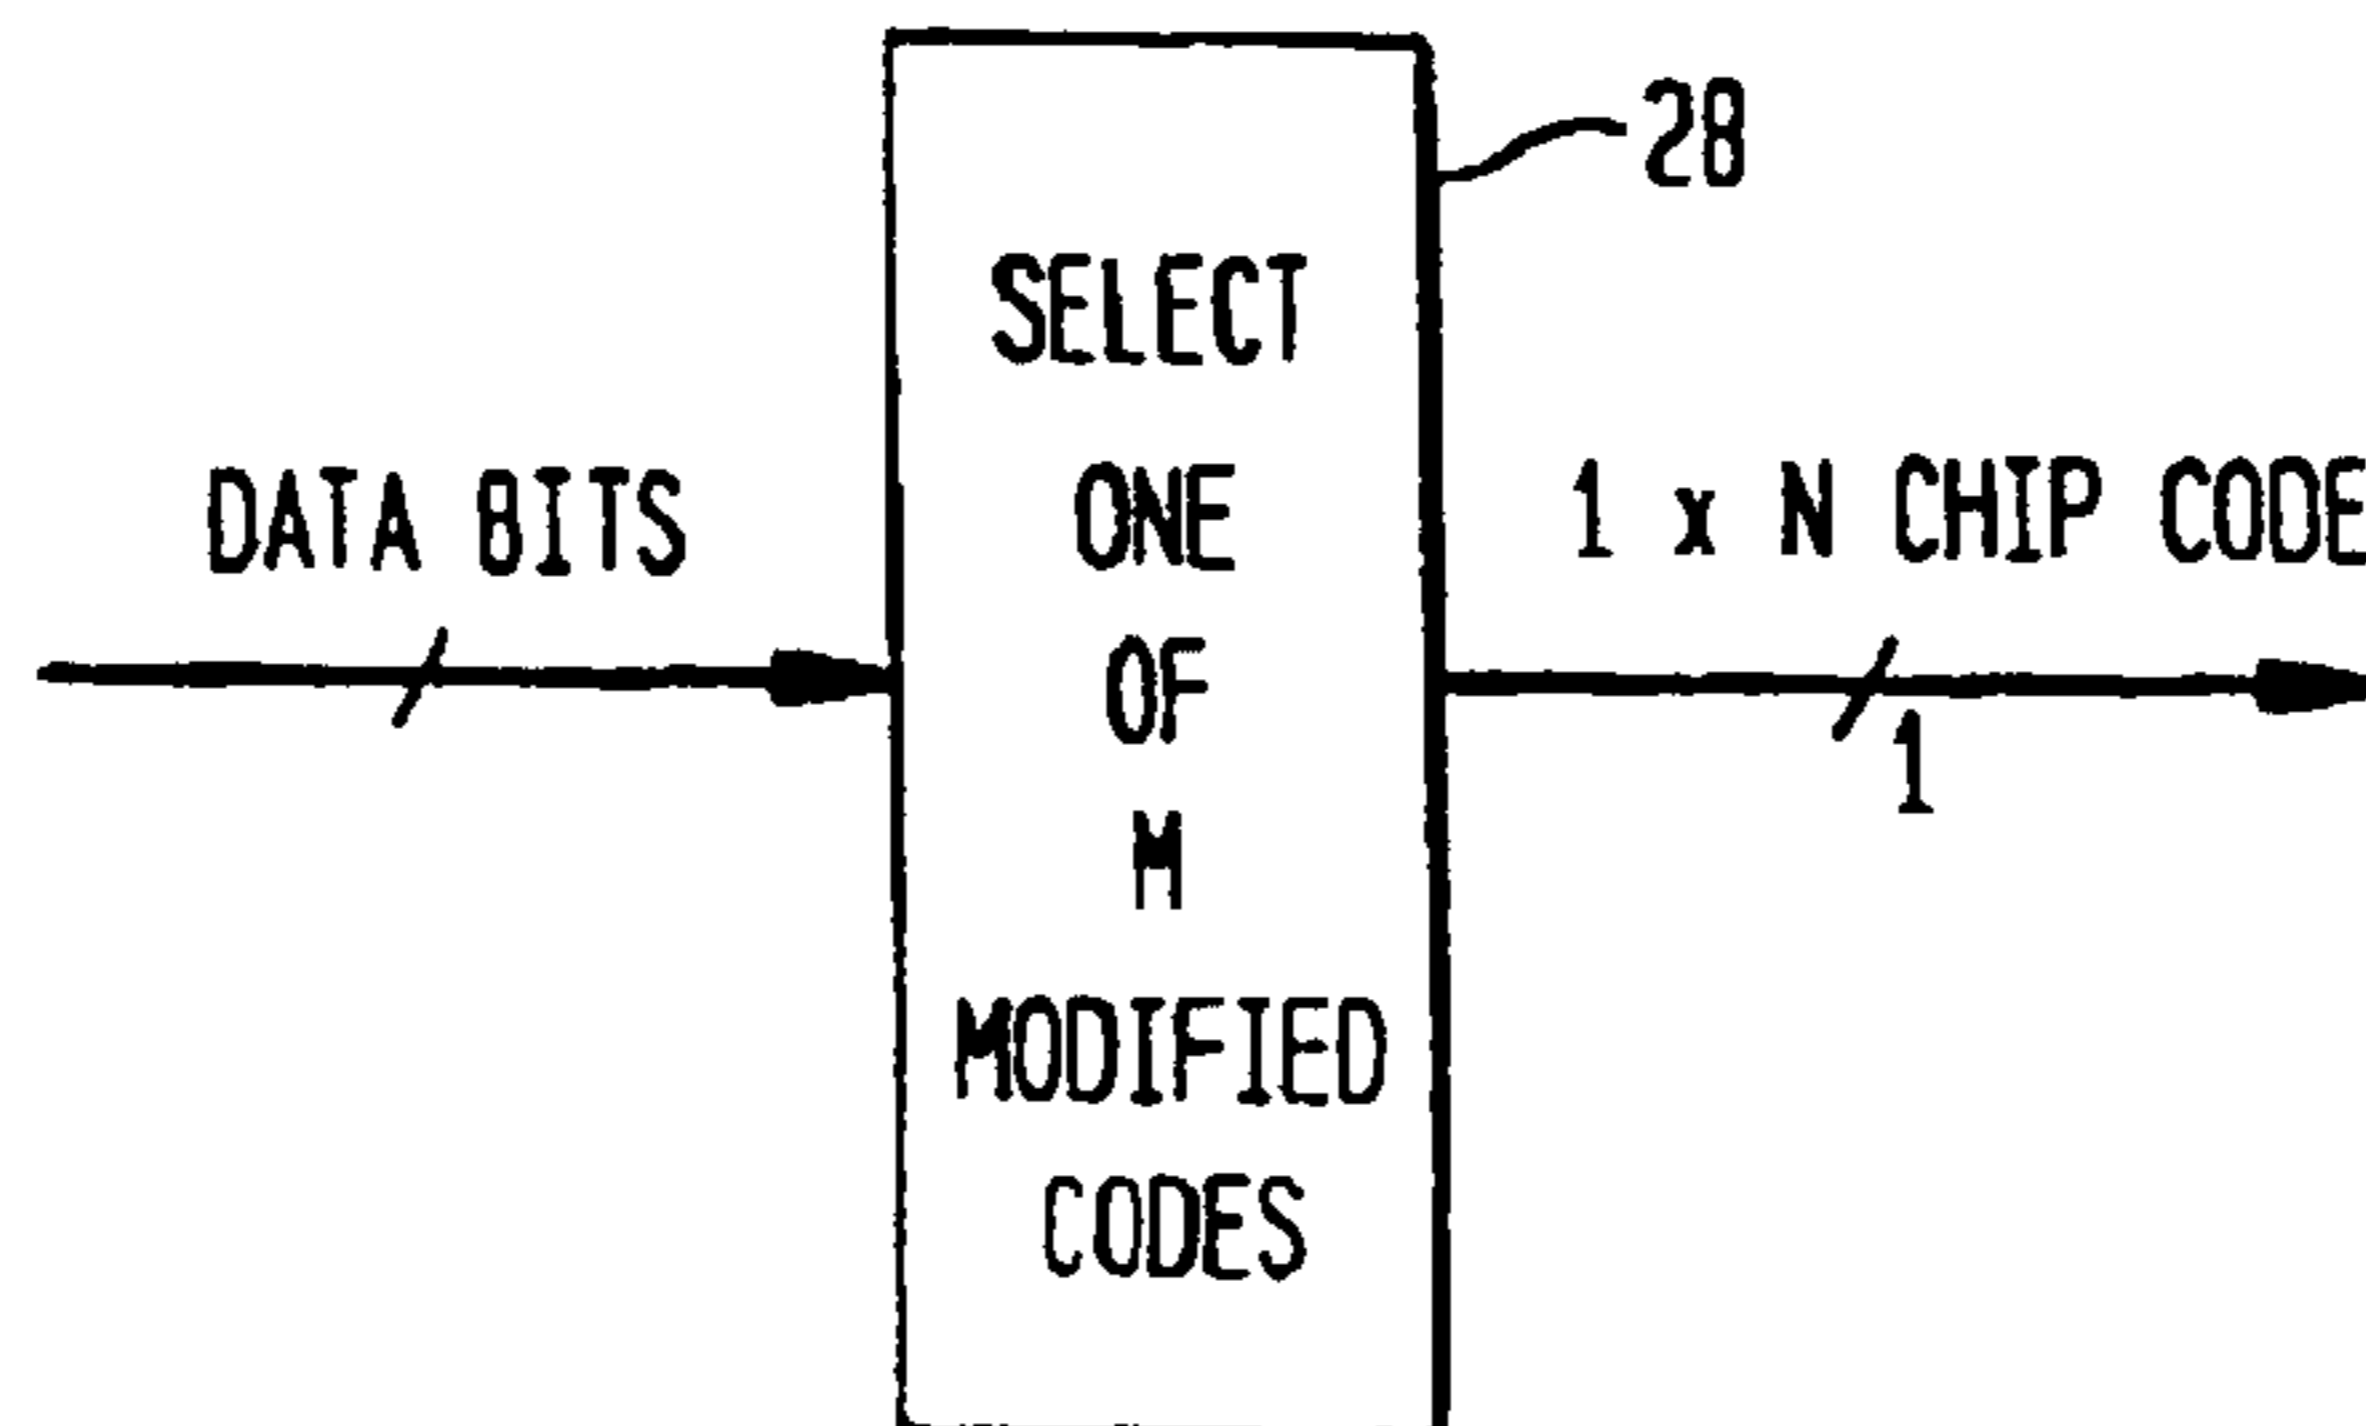 28
SELECT
DATA BITS
ONE
1 x N CHIP CODE
OF
1
M
MODIFIED
CODES